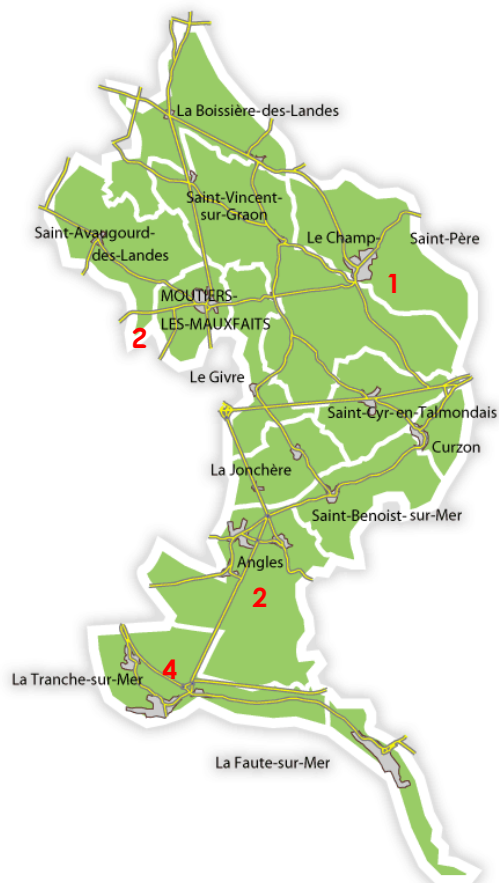 La Boissière-des-Landes
Saint-Vincent-
sur-Graon
Saint-Avaugourd-
des-Landes
Le Champ-
Saint-Père
1
MOUTIERS-
LES-MAUXFAITS
2
Le Givre
Saint-Cyr-en-Talmondais
Curzon
La Jonchère
Saint-Benoist-sur-Mer
Angles
2
4
La Tranche-sur-Mer
La Faute-sur-Mer